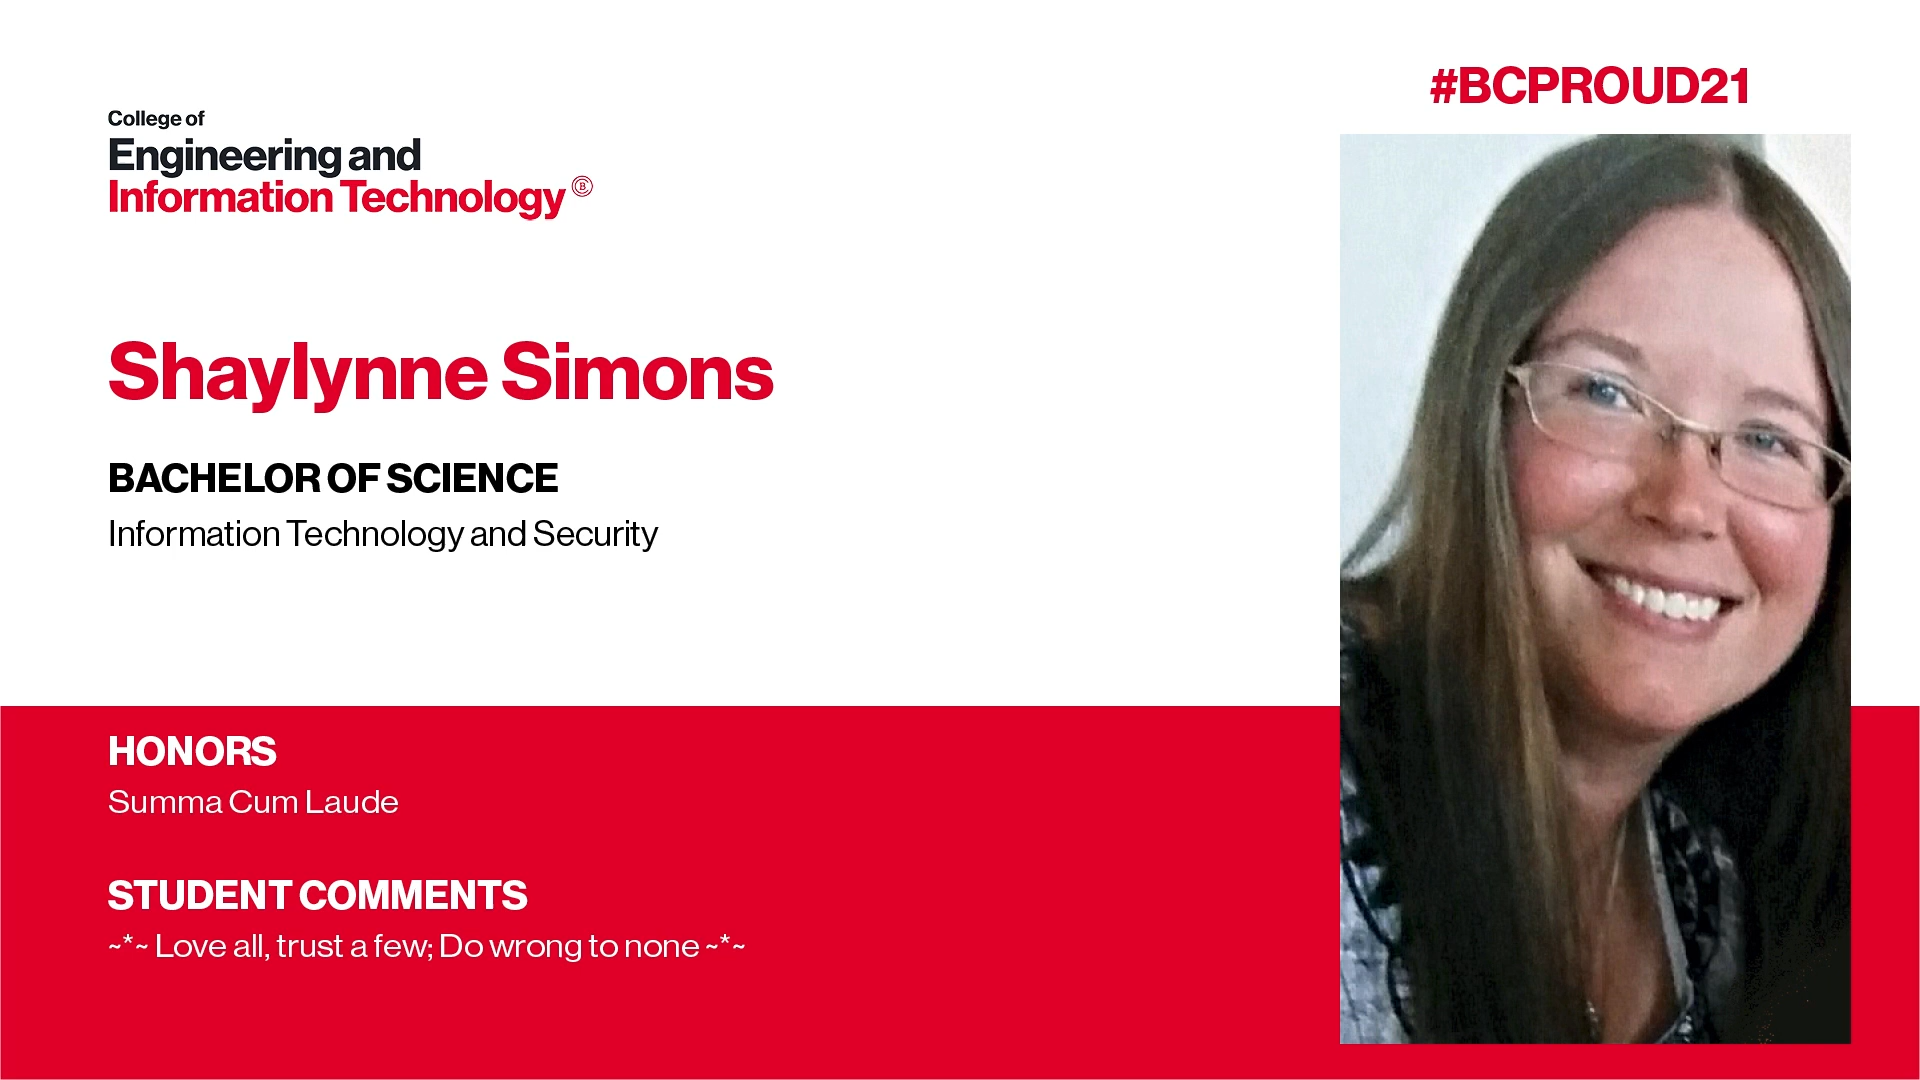 #BCPROUD21
College of
Engineering and
Information Technology B
Shaylynne Simons
BACHELOR OF SCIENCE
Information Technology and Security
HONORS
Summa Cum Laude
STUDENT COMMENTS
~*~ Love all, trust a few; Do wrong to none ~*~